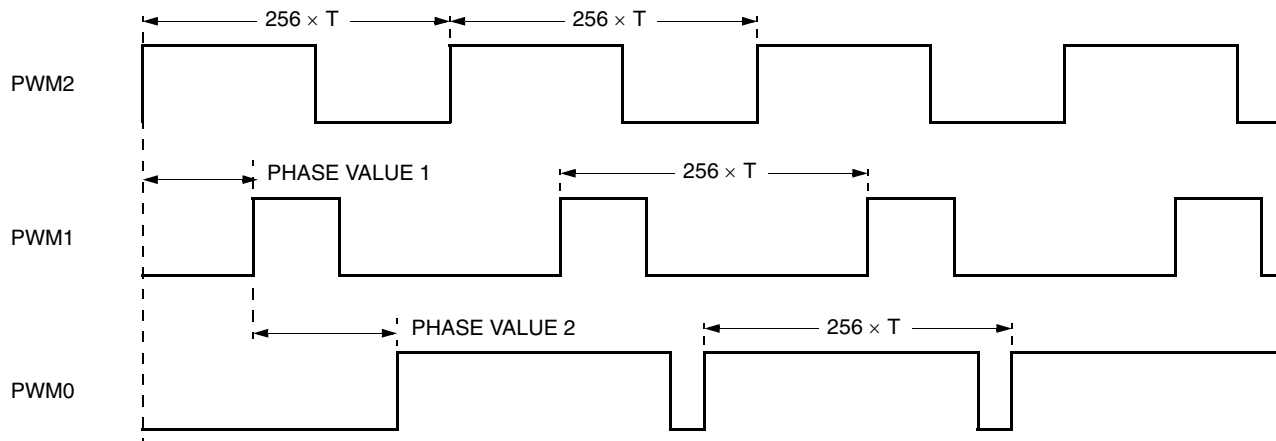 256 × T
256 × T
PWM2
PHASE VALUE 1
256 × T
PWM1
PHASE VALUE 2
256 × T
PWM0